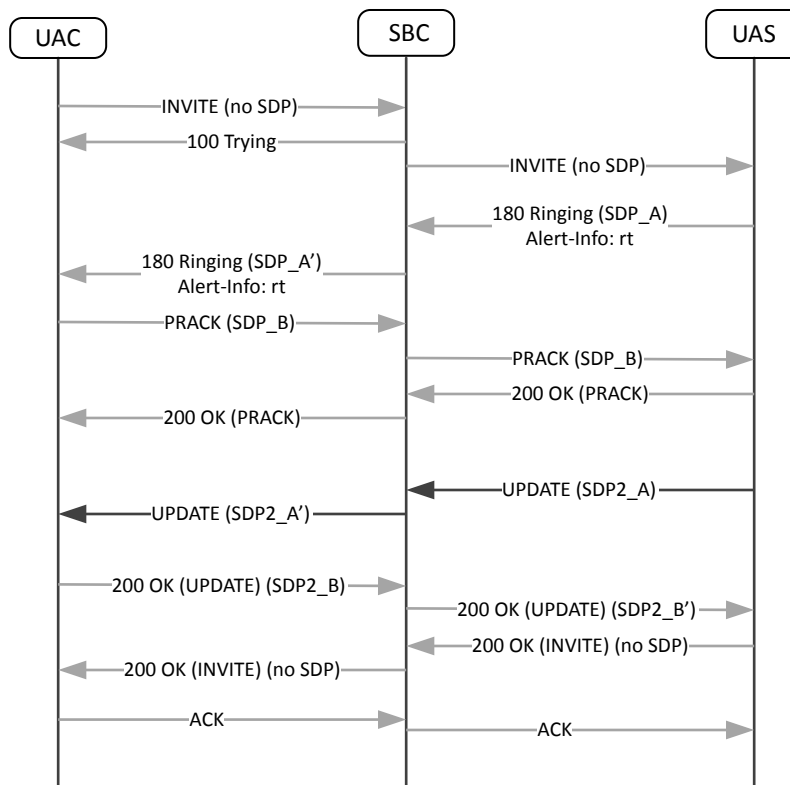 UAC
SBC
UAS
INVITE (no SDP)
100 Trying
INVITE (no SDP)
180 Ringing (SDP_A)
Alert-Info: rt
180 Ringing (SDP_A’)
Alert-Info: rt
PRACK (SDP_B)
PRACK (SDP_B)
200 OK (PRACK)
200 OK (PRACK)
UPDATE (SDP2_A)
UPDATE (SDP2_A’)
200 OK (UPDATE) (SDP2_B)
200 OK (UPDATE) (SDP2_B’)
200 OK (INVITE) (no SDP)
200 OK (INVITE) (no SDP)
ACK
ACK